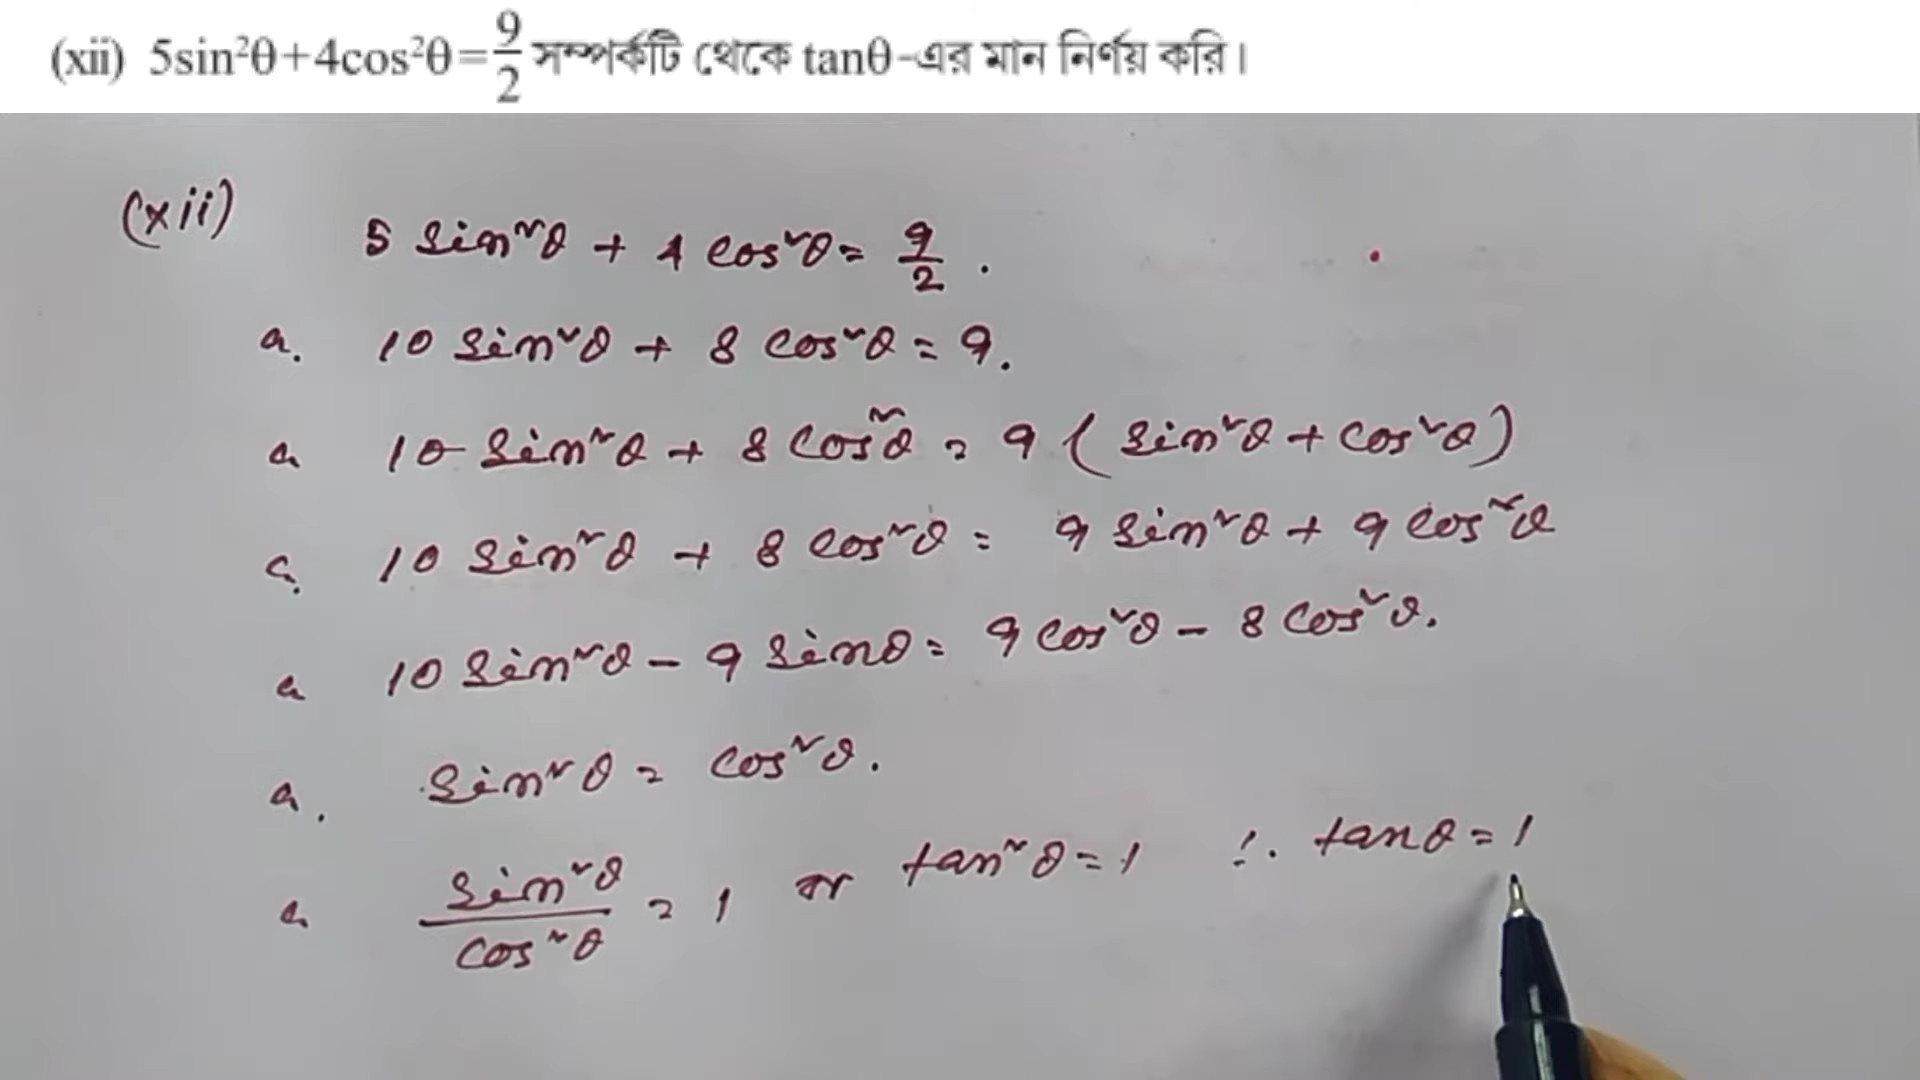 (xii) 5sin²θ+4cos²θ=9/2 সম্পর্কটি থেকে tanθ-এর মান নির্ণয় করি।
(xii) 5 sin²θ + 4 cos²θ = 9/2 .
a. 10 sin²θ + 8 cos²θ = 9.
a 10 sin²θ + 8 cos²θ = 9 ( sin²θ + cos²θ )
a. 10 sin²θ + 8 cos²θ = 9 sin²θ + 9 cos²θ
a 10 sin²θ - 9 sinθ = 9 cos²θ - 8 cos²θ.
a. sin²θ = cos²θ.
a sin²θ/cos²θ = 1 or tan²θ = 1 ∴ tanθ = 1